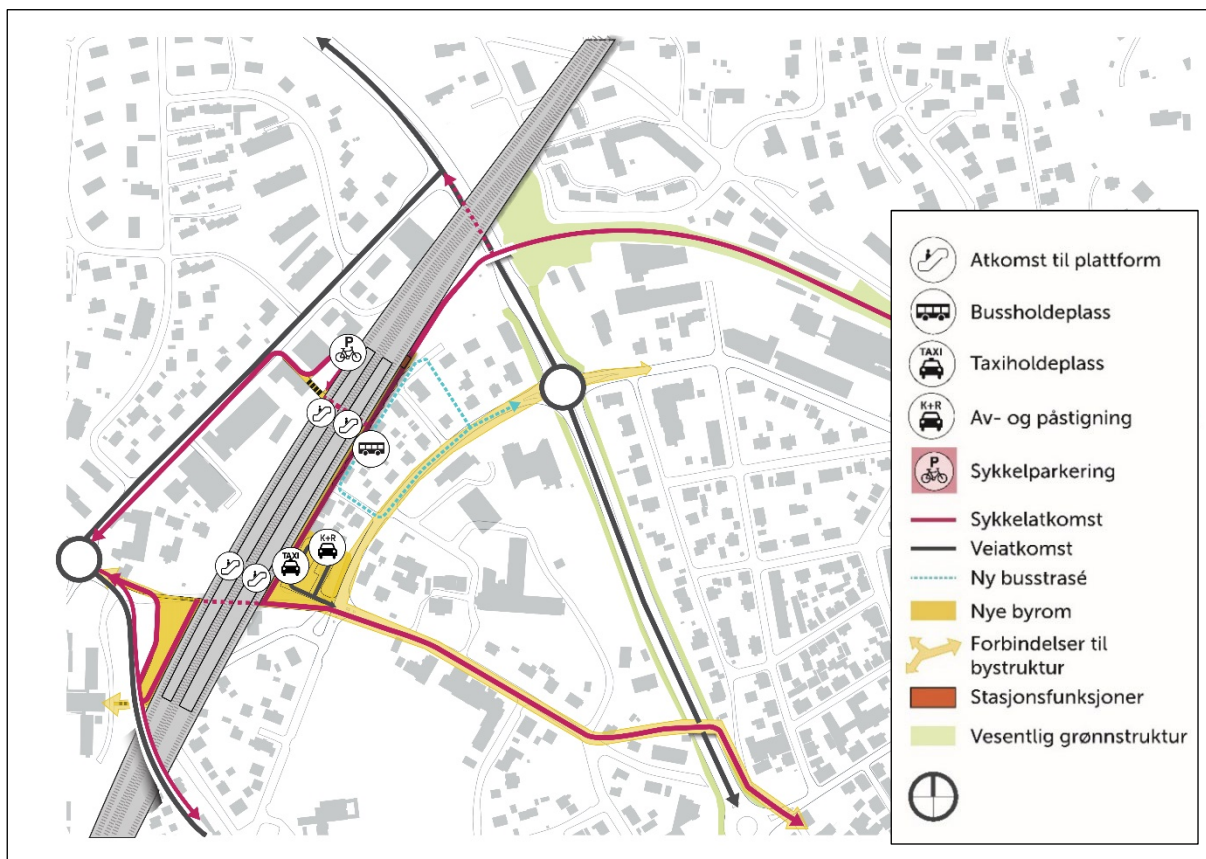 P
K+R
TAXI
Atkomst til plattform
Bussholdeplass
TAXI
Taxiholdeplass
K+R
Av- og påstigning
P
Sykkelparkering
Sykkelatkomst
Veiatkomst
Ny busstrasé
Nye byrom
Forbindelser til
bystruktur
Stasjonsfunksjoner
Vesentlig grønnstruktur